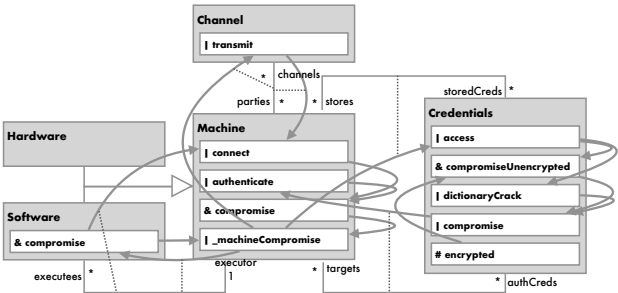 Channel
| transmit
* channels
parties * * stores
storedCreds *
Hardware
Machine
| connect
| authenticate
& compromise
| _machineCompromise
Credentials
| access
& compromiseUnencrypted
| dictionaryCrack
| compromise
# encrypted
Software
& compromise
executees *
executor
1
* targets
* authCreds